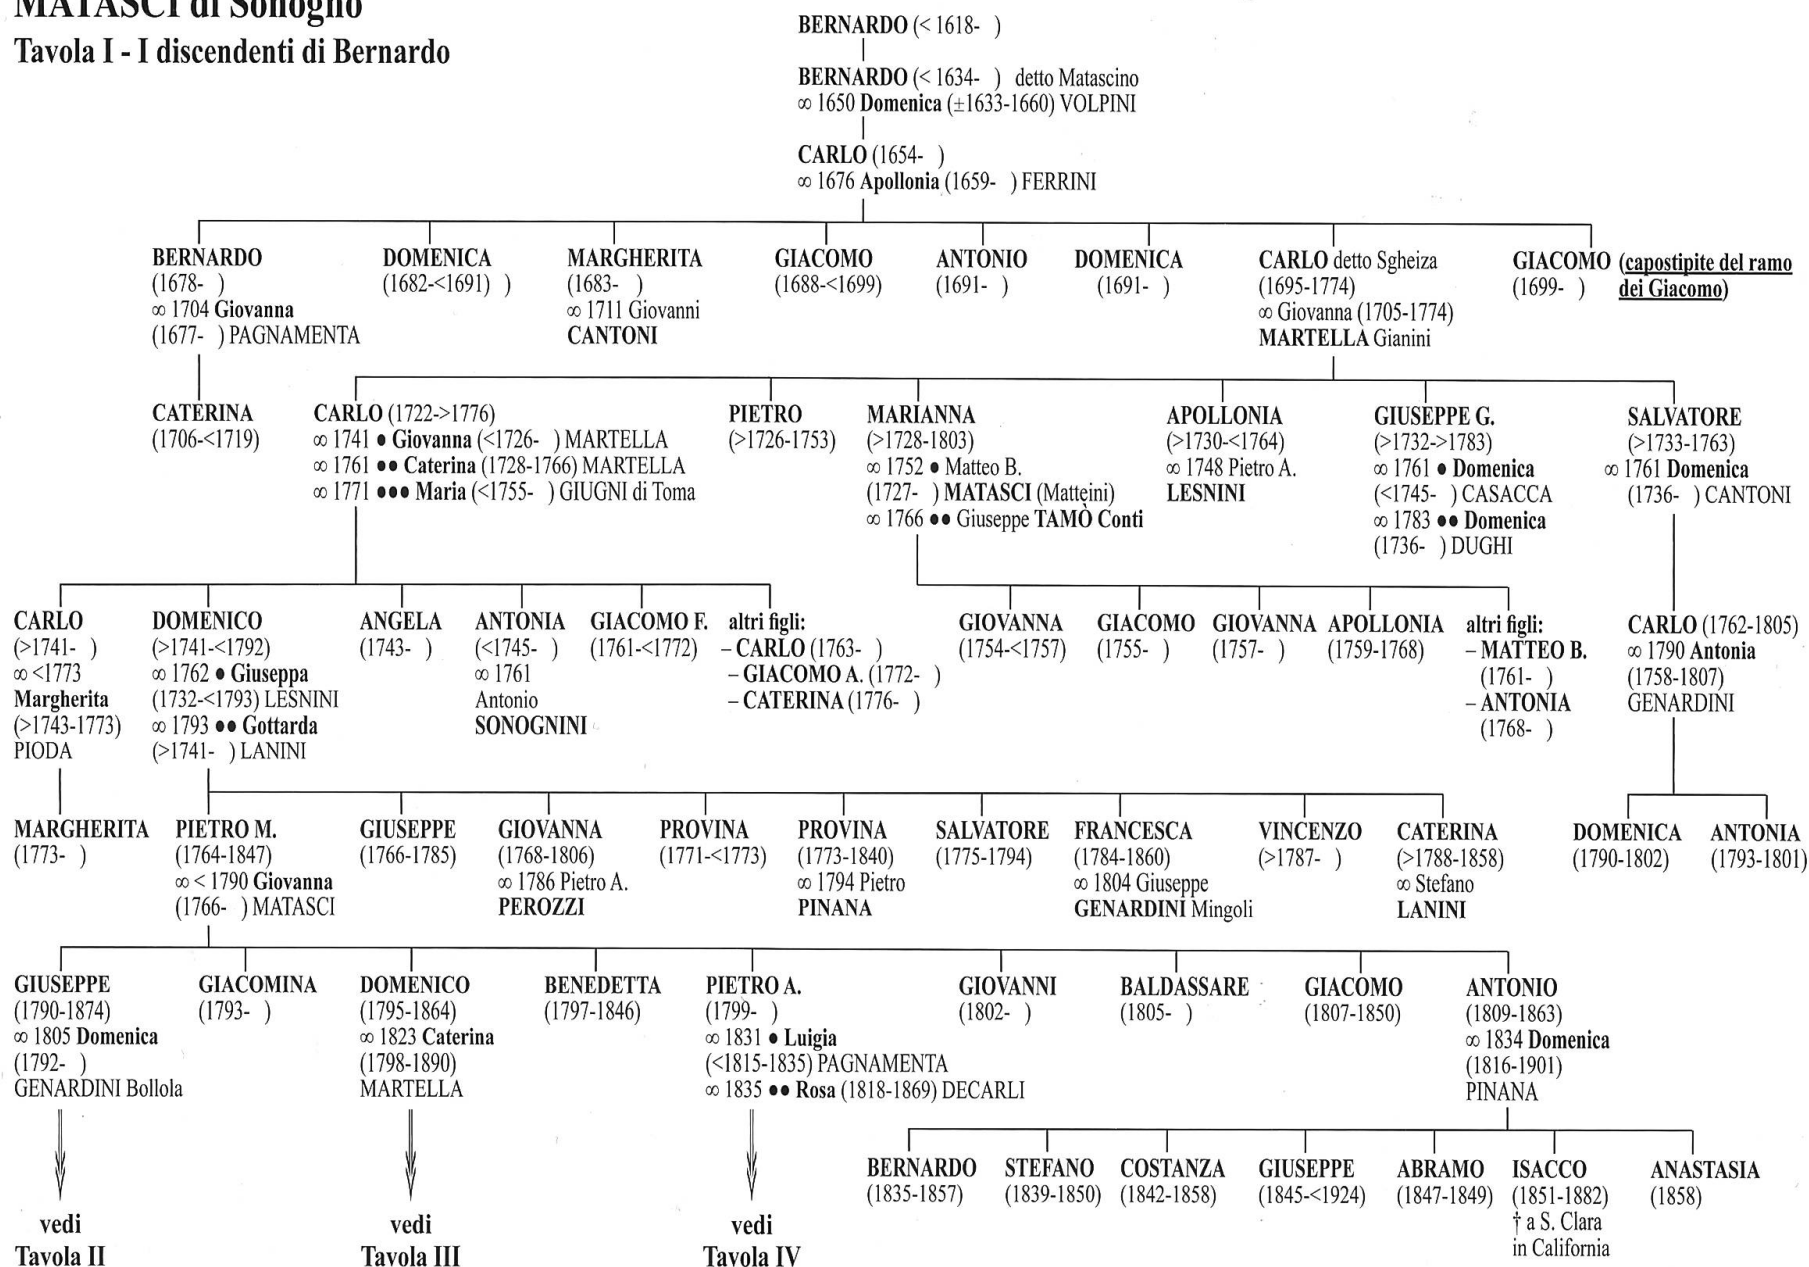 MATASCI di Sonogno
Tavola I - I discendenti di Bernardo
BERNARDO (< 1618- )
BERNARDO (< 1634- ) detto Matascino
∞ 1650 Domenica (±1633-1660) VOLPINI
CARLO (1654- )
∞ 1676 Apollonia (1659- ) FERRINI
BERNARDO
(1678- )
∞ 1704 Giovanna
(1677- ) PAGNAMENTA
DOMENICA
(1682-<1691) )
MARGHERITA
(1683- )
∞ 1711 Giovanni
CANTONI
GIACOMO
(1688-<1699)
ANTONIO
(1691- )
DOMENICA
(1691- )
CARLO detto Sgheiza
(1695-1774)
∞ Giovanna (1705-1774)
MARTELLA Gianini
GIACOMO (capostipite del ramo
(1699- ) dei Giacomo)
CATERINA
(1706-<1719)
CARLO (1722->1776)
∞ 1741 • Giovanna (<1726- ) MARTELLA
∞ 1761 •• Caterina (1728-1766) MARTELLA
∞ 1771 ••• Maria (<1755- ) GIUGNI di Toma
PIETRO
(>1726-1753)
MARIANNA
(>1728-1803)
∞ 1752 • Matteo B.
(1727- ) MATASCI (Matteini)
∞ 1766 •• Giuseppe TAMÒ Conti
APOLLONIA
(>1730-<1764)
∞ 1748 Pietro A.
LESNINI
GIUSEPPE G.
(>1732->1783)
∞ 1761 • Domenica
(<1745- ) CASACCA
∞ 1783 •• Domenica
(1736- ) DUGHI
SALVATORE
(>1733-1763)
∞ 1761 Domenica
(1736- ) CANTONI
CARLO
(>1741- )
∞ <1773
Margherita
(>1743-1773)
PIODA
DOMENICO
(>1741-<1792)
∞ 1762 • Giuseppa
(1732-<1793) LESNINI
∞ 1793 •• Gottarda
(>1741- ) LANINI
ANGELA
(1743- )
ANTONIA
(<1745- )
∞ 1761
Antonio
SONOGNINI
GIACOMO F.
(1761-<1772)
altri figli:
– CARLO (1763- )
– GIACOMO A. (1772- )
– CATERINA (1776- )
GIOVANNA
(1754-<1757)
GIACOMO
(1755- )
GIOVANNA
(1757- )
APOLLONIA
(1759-1768)
altri figli:
– MATTEO B.
(1761- )
– ANTONIA
(1768- )
CARLO (1762-1805)
∞ 1790 Antonia
(1758-1807)
GENARDINI
MARGHERITA
(1773- )
PIETRO M.
(1764-1847)
∞ < 1790 Giovanna
(1766- ) MATASCI
GIUSEPPE
(1766-1785)
GIOVANNA
(1768-1806)
∞ 1786 Pietro A.
PEROZZI
PROVINA
(1771-<1773)
PROVINA
(1773-1840)
∞ 1794 Pietro
PINANA
SALVATORE
(1775-1794)
FRANCESCA
(1784-1860)
∞ 1804 Giuseppe
GENARDINI Mingoli
VINCENZO
(>1787- )
CATERINA
(>1788-1858)
∞ Stefano
LANINI
DOMENICA
(1790-1802)
ANTONIA
(1793-1801)
GIUSEPPE
(1790-1874)
∞ 1805 Domenica
(1792- )
GENARDINI Bollola
GIACOMINA
(1793- )
DOMENICO
(1795-1864)
∞ 1823 Caterina
(1798-1890)
MARTELLA
BENEDETTA
(1797-1846)
PIETRO A.
(1799- )
∞ 1831 • Luigia
(<1815-1835) PAGNAMENTA
∞ 1835 •• Rosa (1818-1869) DECARLI
GIOVANNI
(1802- )
BALDASSARE
(1805- )
GIACOMO
(1807-1850)
ANTONIO
(1809-1863)
∞ 1834 Domenica
(1816-1901)
PINANA
BERNARDO
(1835-1857)
STEFANO
(1839-1850)
COSTANZA
(1842-1858)
GIUSEPPE
(1845-<1924)
ABRAMO
(1847-1849)
ISACCO
(1851-1882)
† a S. Clara
in California
ANASTASIA
(1858)
vedi
Tavola II
vedi
Tavola III
vedi
Tavola IV